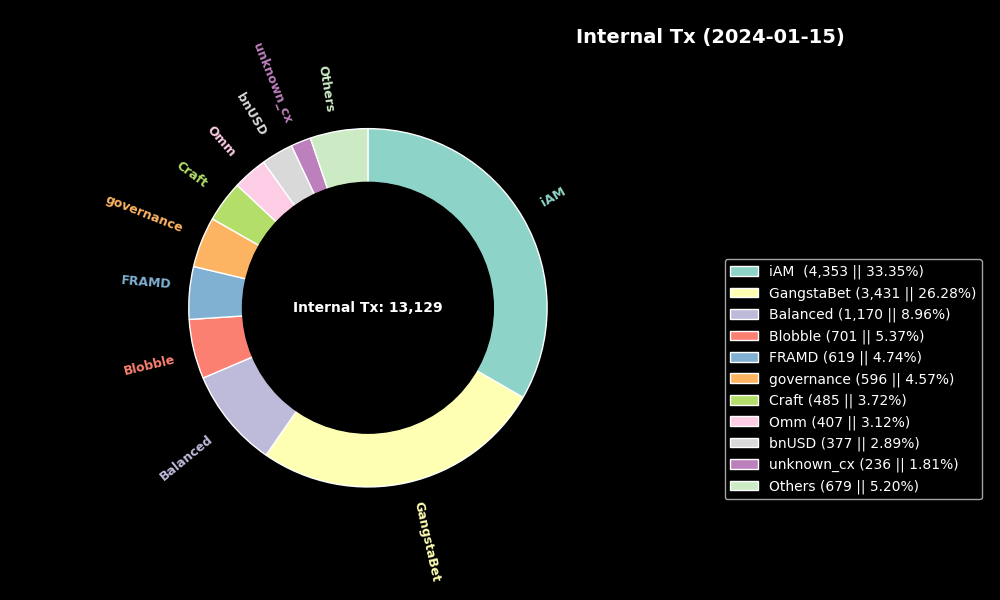 Internal Tx (2024-01-15)
unknown_cx
Others
bnUSD
Omm
Craft
iAM
governance
FRAMD
Internal Tx: 13,129
Blobble
Balanced
GangstaBet
iAM  (4,353 || 33.35%)
GangstaBet (3,431 || 26.28%)
Balanced (1,170 || 8.96%)
Blobble (701 || 5.37%)
FRAMD (619 || 4.74%)
governance (596 || 4.57%)
Craft (485 || 3.72%)
Omm (407 || 3.12%)
bnUSD (377 || 2.89%)
unknown_cx (236 || 1.81%)
Others (679 || 5.20%)